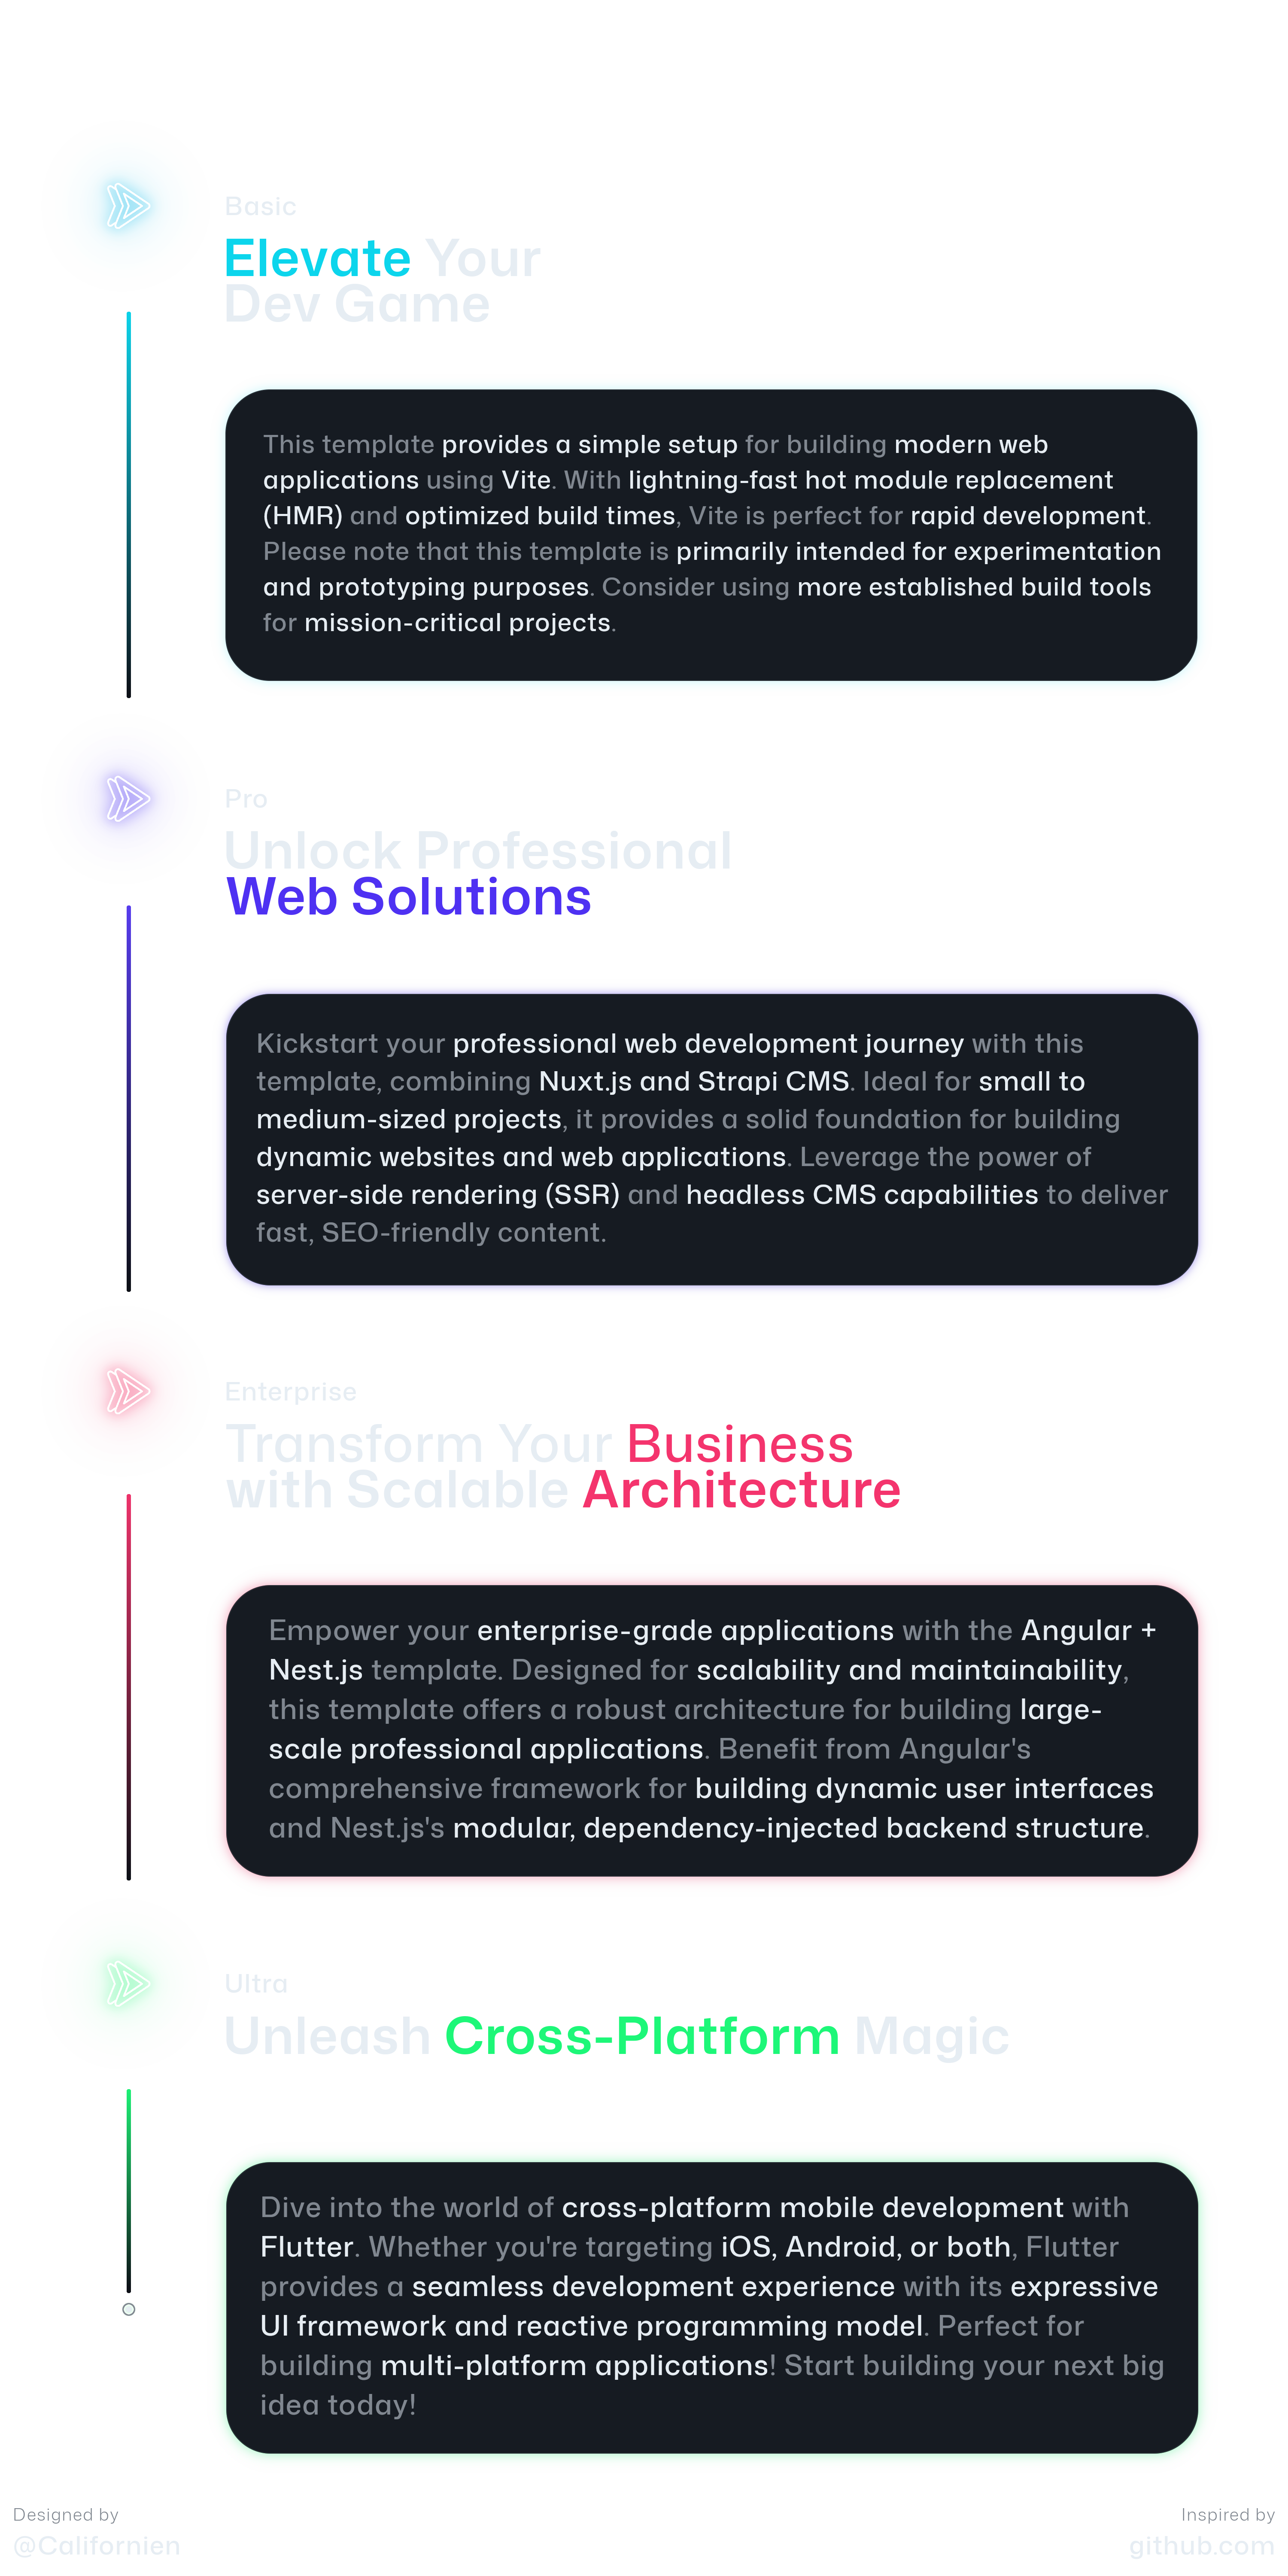 Basic
Elevate Your
Dev Game
This template provides a simple setup for building modern web
applications using Vite. With lightning-fast hot module replacement
(HMR) and optimized build times, Vite is perfect for rapid development.
Please note that this template is primarily intended for experimentation
and prototyping purposes. Consider using more established build tools
for mission-critical projects.
Pro
Unlock Professional
Web Solutions
Kickstart your professional web development journey with this
template, combining Nuxt.js and Strapi CMS. Ideal for small to
medium-sized projects, it provides a solid foundation for building
dynamic websites and web applications. Leverage the power of
server-side rendering (SSR) and headless CMS capabilities to deliver
fast, SEO-friendly content.
Enterprise
Transform Your Business
with Scalable Architecture
Empower your enterprise-grade applications with the Angular +
Nest.js template. Designed for scalability and maintainability,
this template offers a robust architecture for building large-
scale professional applications. Benefit from Angular's
comprehensive framework for building dynamic user interfaces
and Nest.js's modular, dependency-injected backend structure.
Ultra
Unleash Cross-Platform Magic
Dive into the world of cross-platform mobile development with
Flutter. Whether you're targeting iOS, Android, or both, Flutter
provides a seamless development experience with its expressive
UI framework and reactive programming model. Perfect for
building multi-platform applications! Start building your next big
idea today!
Designed by
@Californien
Inspired by
github.com